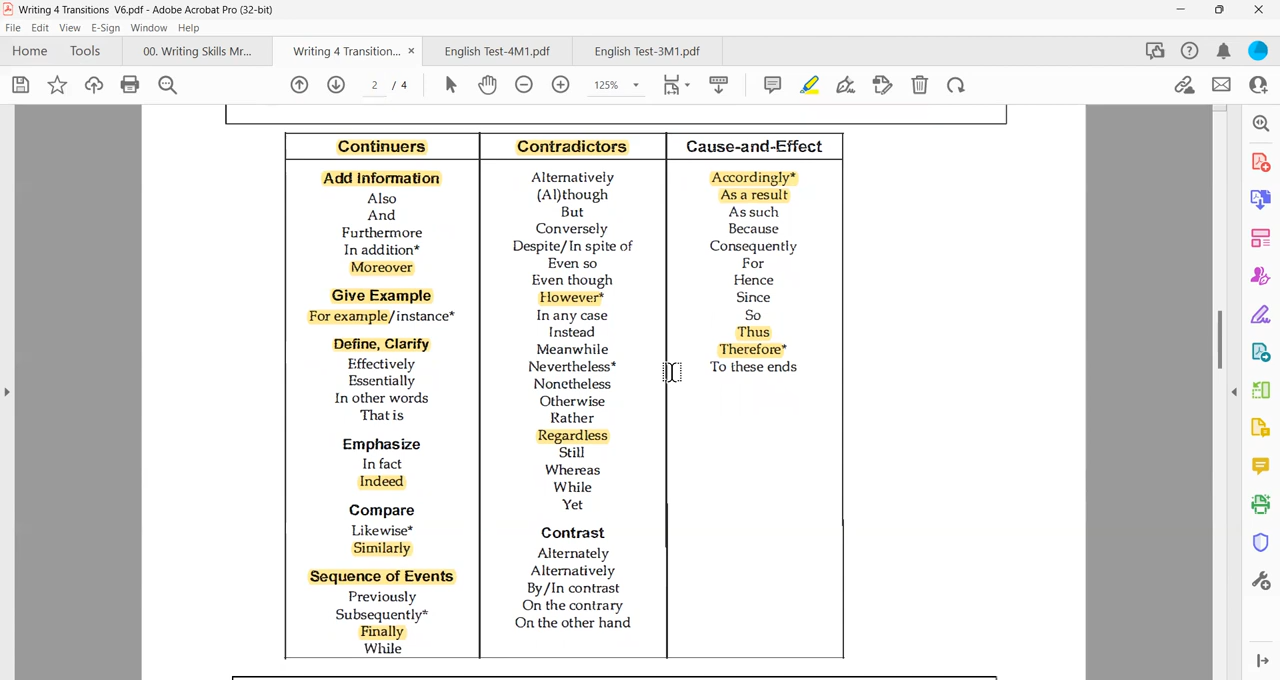 Writing 4 Transitions V6.pdf - Adobe Acrobat Pro (32-bit)
File Edit View E-Sign Window Help
Home Tools 00. Writing Skills Mr... Writing 4 Transition... × English Test-4M1.pdf English Test-3M1.pdf
2 / 4 125%
Continuers
Add Information
Also
And
Furthermore
In addition*
Moreover
Give Example
For example/instance*
Define, Clarify
Effectively
Essentially
In other words
That is
Emphasize
In fact
Indeed
Compare
Likewise*
Similarly
Sequence of Events
Previously
Subsequently*
Finally
While
Contradictors
Alternatively
(Al)though
But
Conversely
Despite/In spite of
Even so
Even though
However*
In any case
Instead
Meanwhile
Nevertheless*
Nonetheless
Otherwise
Rather
Regardless
Still
Whereas
While
Yet
Contrast
Alternately
Alternatively
By/In contrast
On the contrary
On the other hand
Cause-and-Effect
Accordingly*
As a result
As such
Because
Consequently
For
Hence
Since
So
Thus
Therefore*
To these ends